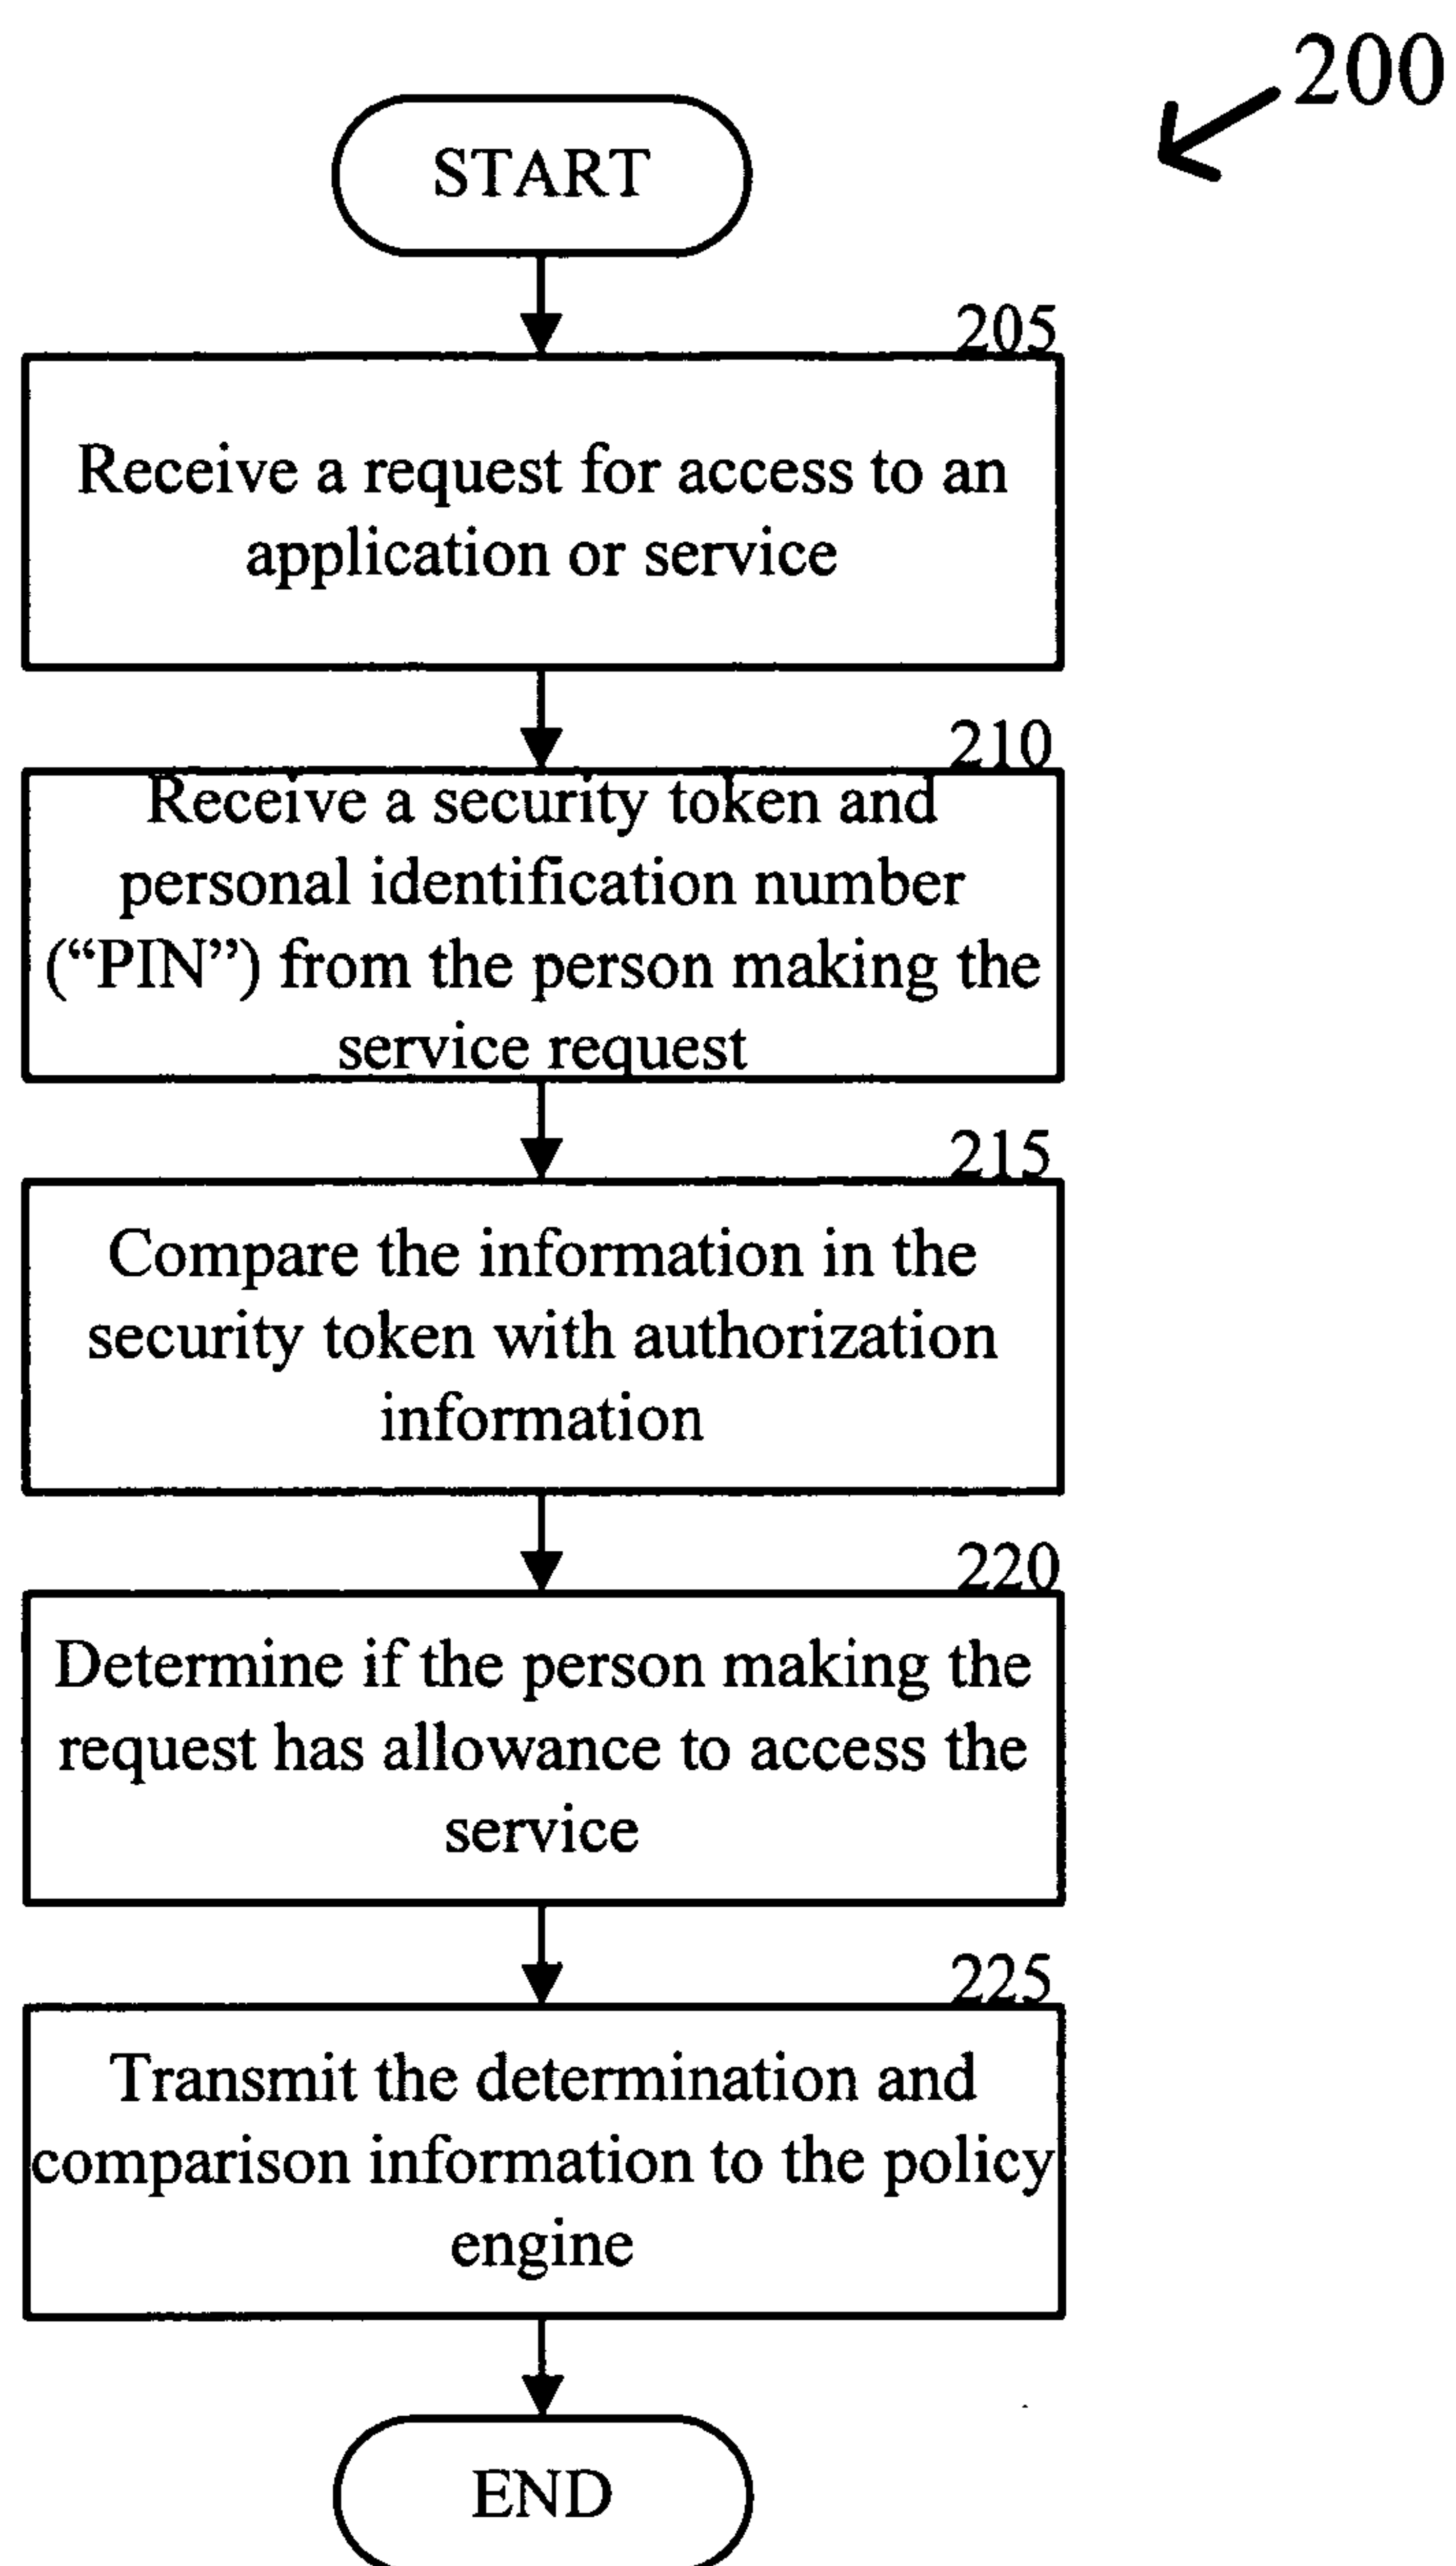 200
START
205
Receive a request for access to an
application or service
210
Receive a security token and
personal identification number
(“PIN”) from the person making the
service request
215
Compare the information in the
security token with authorization
information
220
Determine if the person making the
request has allowance to access the
service
225
Transmit the determination and
comparison information to the policy
engine
END